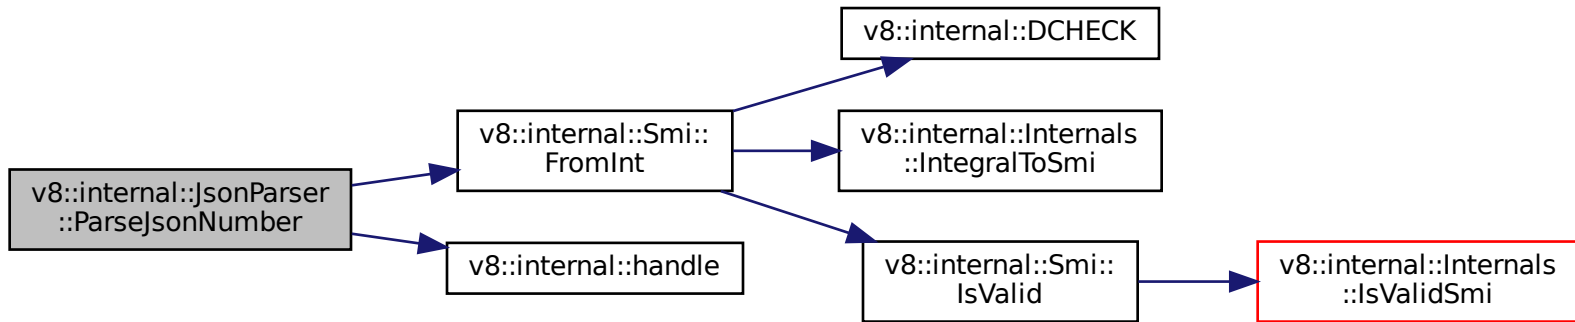 v8::internal::DCHECK
v8::internal::Smi::
FromInt
v8::internal::Internals
::IntegralToSmi
v8::internal::JsonParser
::ParseJsonNumber
v8::internal::handle
v8::internal::Smi::
IsValid
v8::internal::Internals
::IsValidSmi